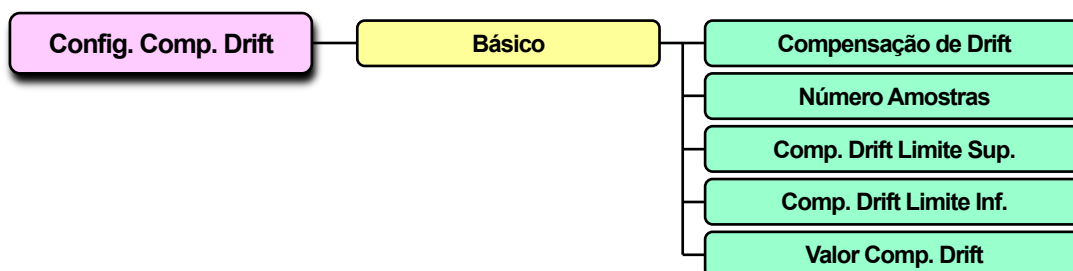 Config. Comp. Drift
Básico
Compensação de Drift
Número Amostras
Comp. Drift Limite Sup.
Comp. Drift Limite Inf.
Valor Comp. Drift